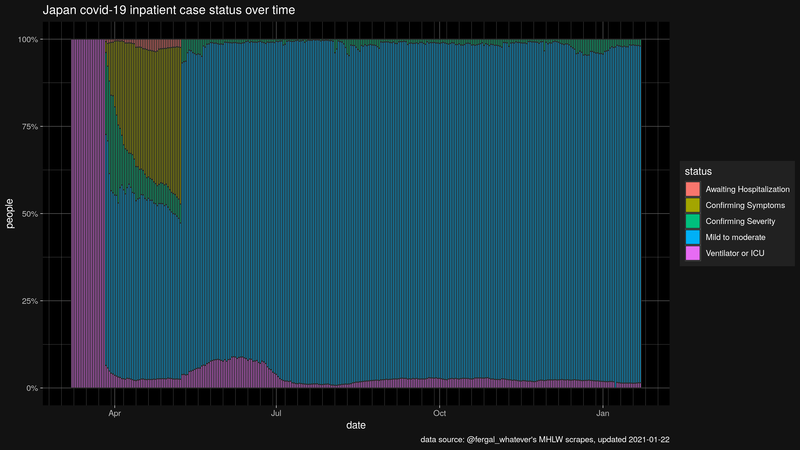 Japan covid-19 inpatient case status over time
100%
75%
50%
25%
0%
people
Apr
Jul
Oct
Jan
date
status
Awaiting Hospitalization
Confirming Symptoms
Confirming Severity
Mild to moderate
Ventilator or ICU
data source: @fergal_whatever's MHLW scrapes, updated 2021-01-22